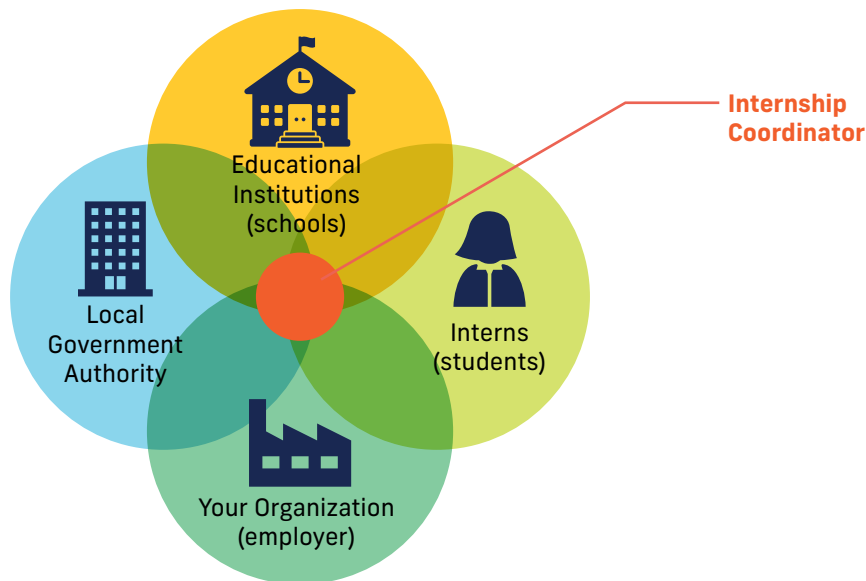 Internship
Coordinator
Educational
Institutions
(schools)
Local
Government
Authority
Interns
(students)
Your Organization
(employer)